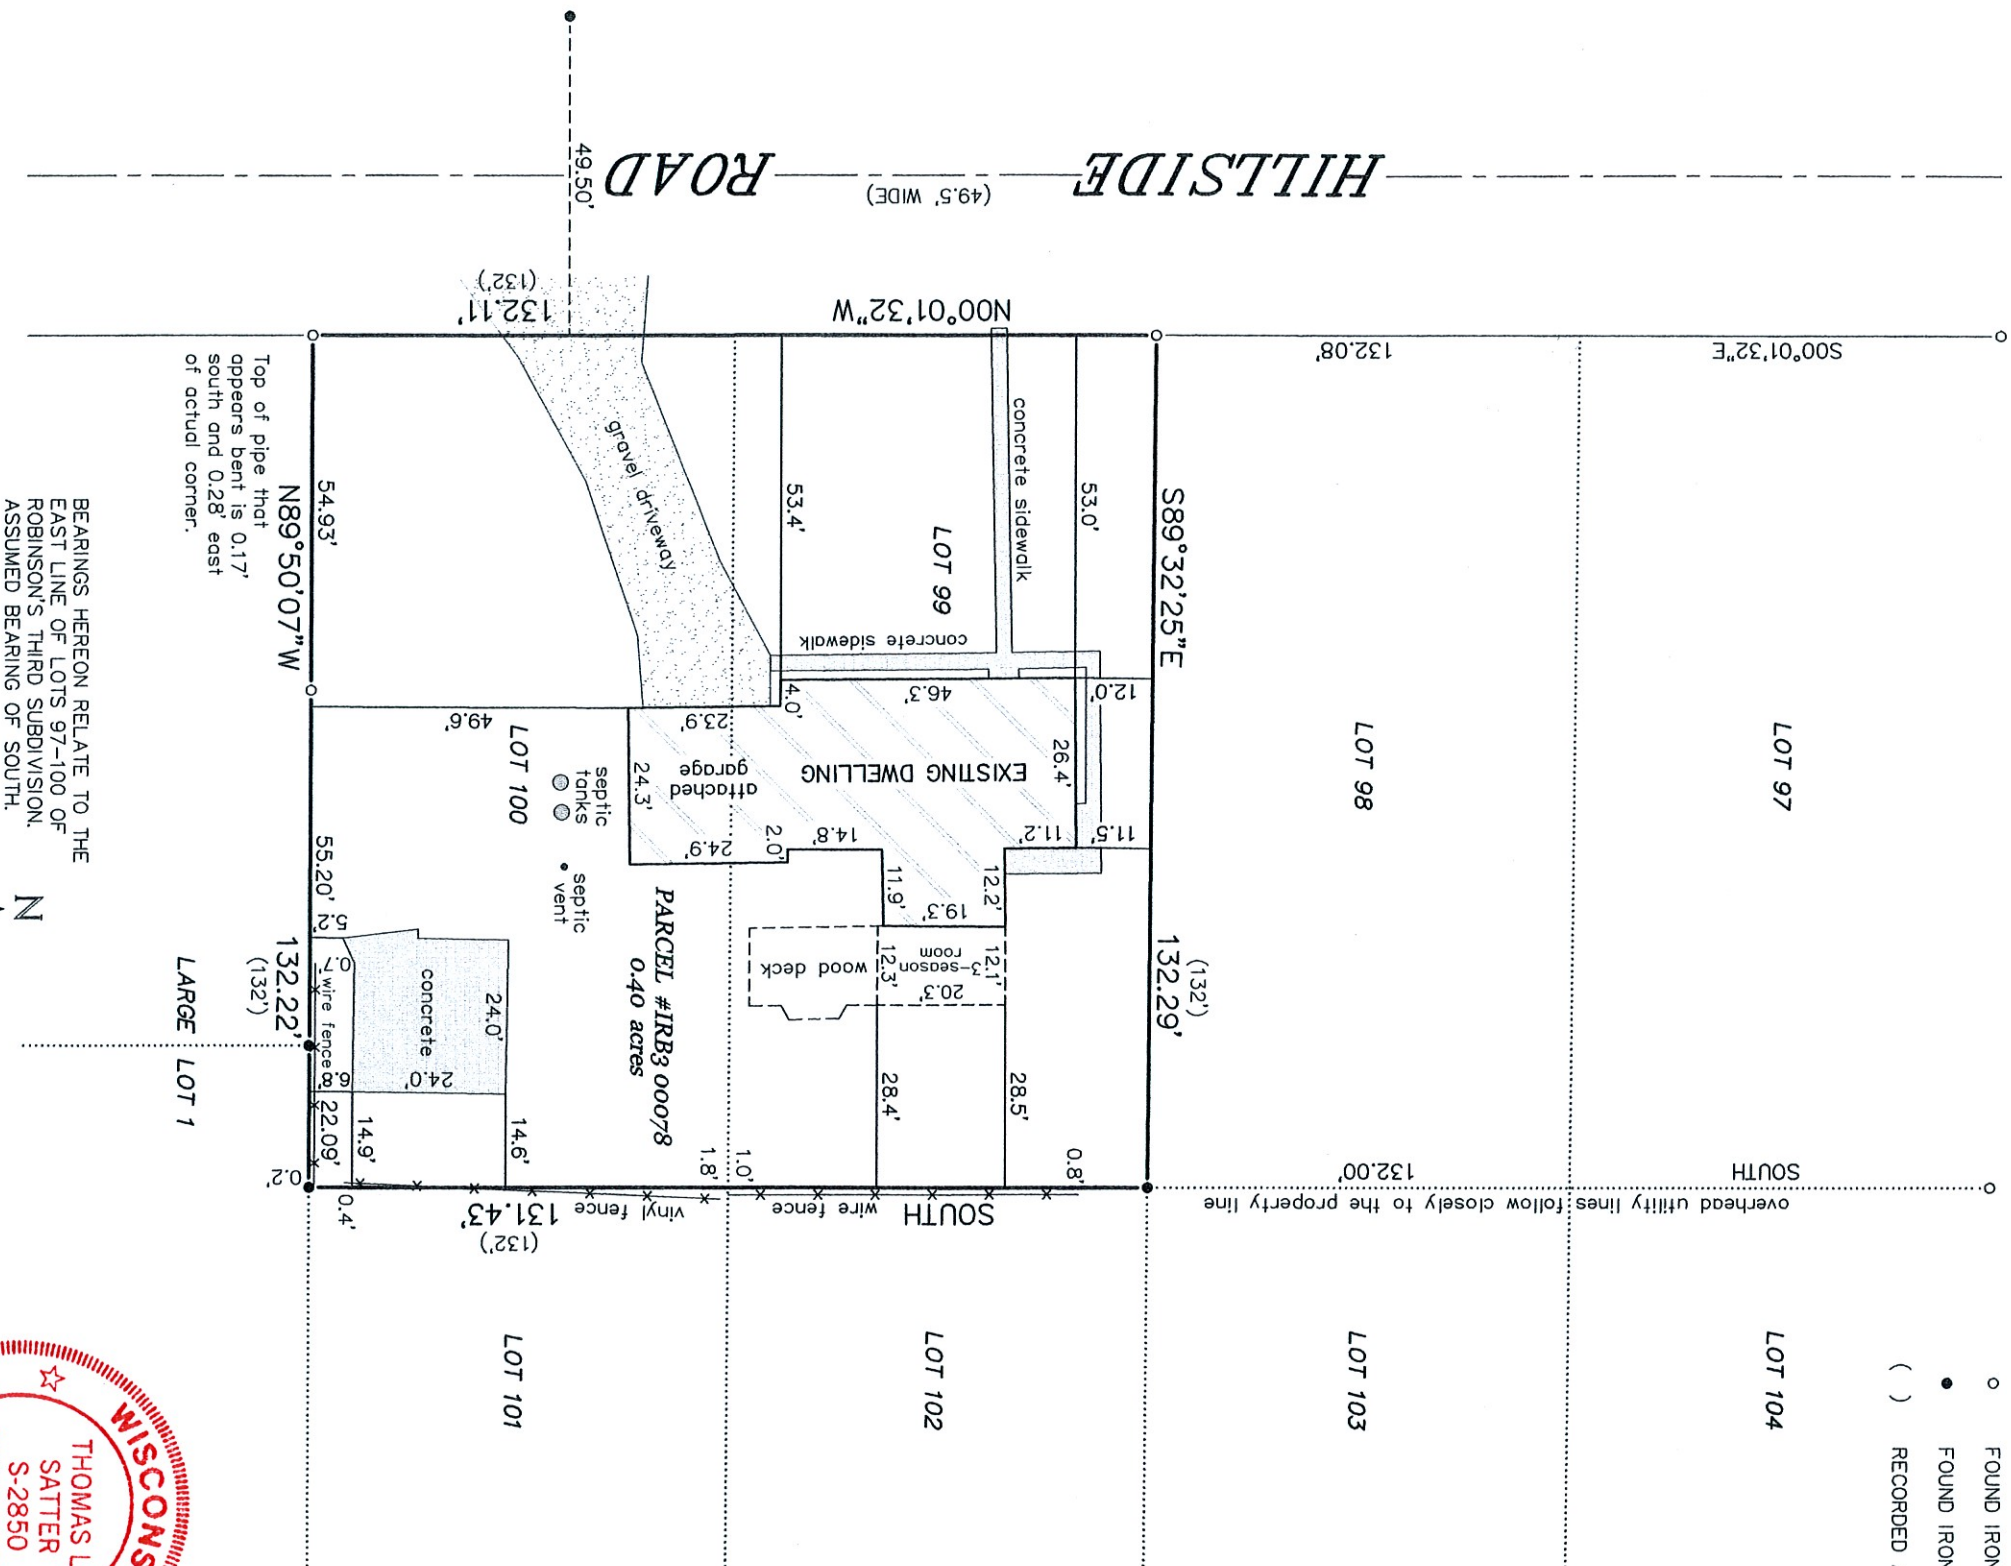 HILLSIDE ROAD
(49.5' WIDE)
49.50'
S00°01'32"E
132.08'
N00°01'32"W
132.11'
(132')
LOT 97
LOT 98
S89°32'25"E
132.29'
(132')
53.0'
concrete sidewalk
LOT 99
53.4'
concrete sidewalk
gravel driveway
12.0'
46.3'
4.0'
26.4'
EXISTING DWELLING
attached
garage
23.9'
49.6'
24.3'
11.5'
11.2'
14.8'
2.0'
24.9'
12.2'
11.9'
19.3'
3-season
room
12.1'
12.3'
20.3'
wood deck
28.5'
28.4'
LOT 100
septic
tanks
septic
vent
PARCEL #IRB3 00078
0.40 acres
54.93'
N89°50'07"W
55.20'
132.22'
(132')
5.2'
0.7'
wire fence
6.8'
22.09'
24.0'
concrete
24.0'
14.9'
14.6'
0.2'
0.4'
1.8'
1.0'
0.8'
SOUTH
131.43'
(132')
vinyl fence
wire fence
SOUTH
132.00'
overhead utility lines follow closely to the property line
LOT 104
LOT 103
LOT 102
LOT 101
LARGE LOT 1
Top of pipe that
appears bent is 0.17'
south and 0.28' east
of actual corner.
BEARINGS HEREON RELATE TO THE
EAST LINE OF LOTS 97-100 OF
ROBINSON'S THIRD SUBDIVISION.
ASSUMED BEARING OF SOUTH.
N
FOUND IRON
FOUND IRON
( ) RECORDED
WISCONS
THOMAS L
SATTER
S-2850